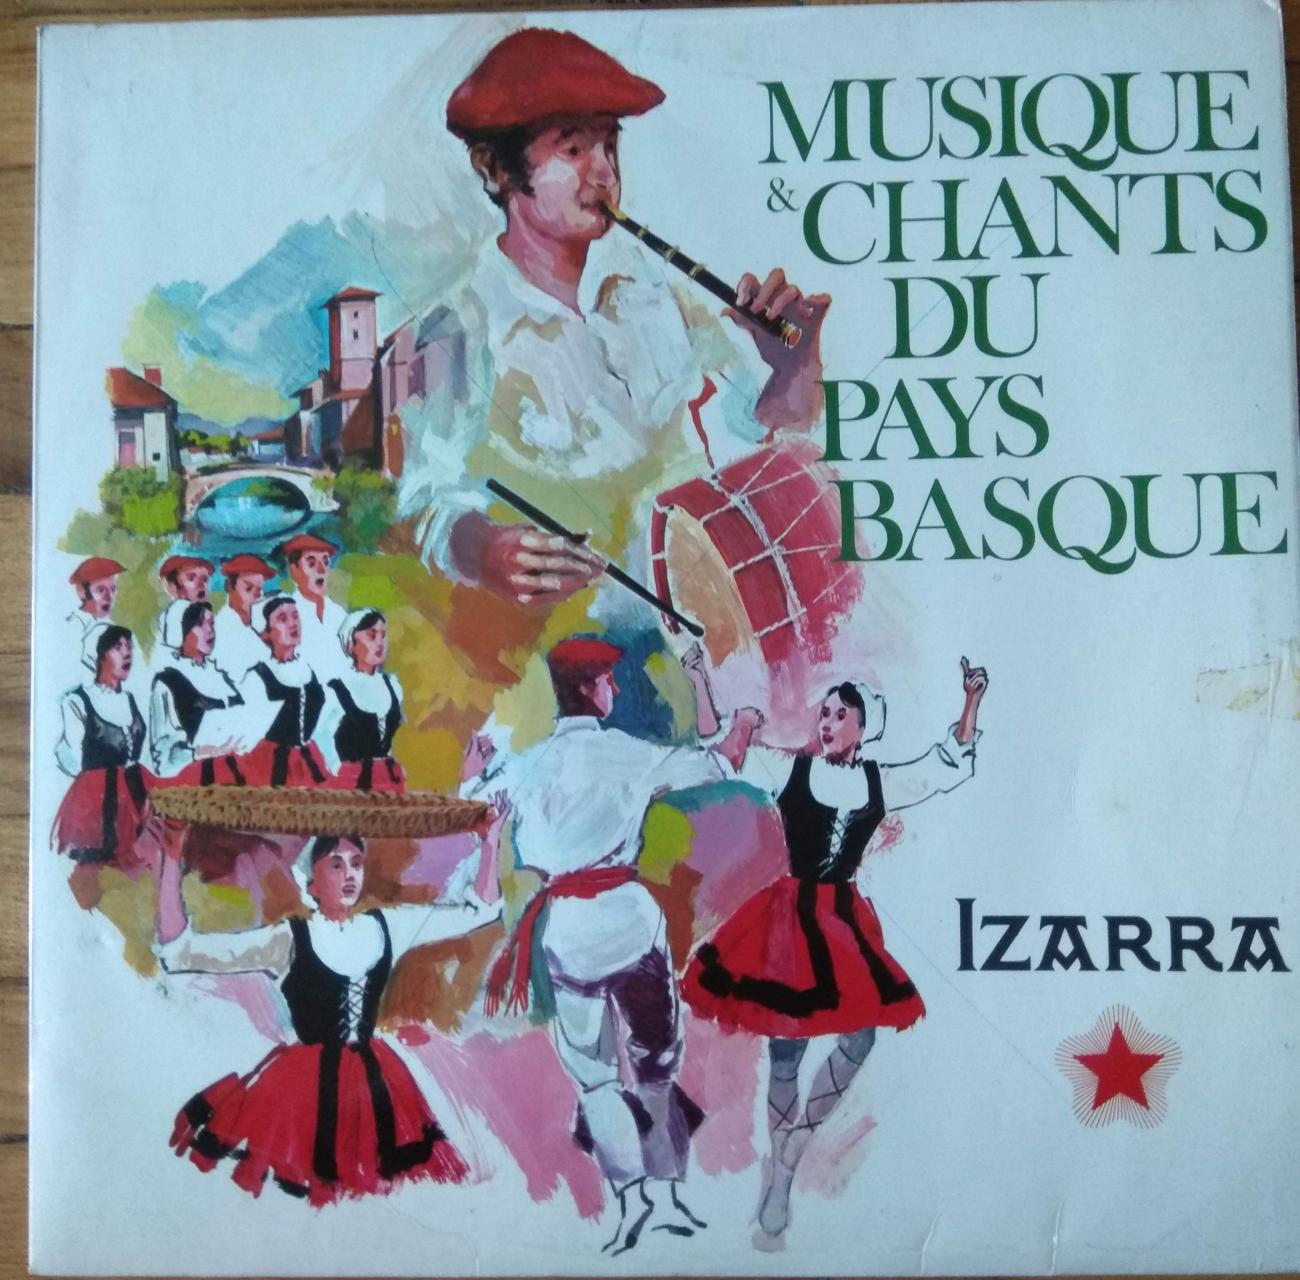 MUSIQUE
& CHANTS
DU
PAYS
BASQUE
IZARRA